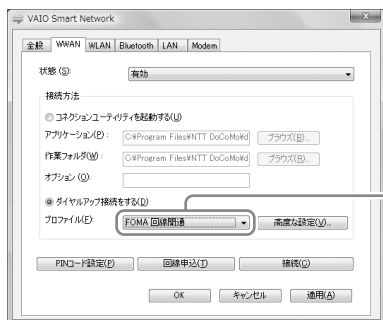 VAIO Smart Network
全般 WWAN WLAN Bluetooth LAN Modem
状態 (S): 有効
接続方法
コネクションユーティリティを起動する(U)
アプリケーション(P): C:¥Program Files¥NTT DoCoMo¥d ブラウズ(B)...
作業フォルダ(W): C:¥Program Files¥NTT DoCoMo¥d ブラウズ(X)...
オプション (O):
ダイヤルアップ接続をする(D)
プロファイル(F): FOMA 回線開通 高度な設定(V)...
PINコード設定(P) 回線申込(T) 接続(C)
OK キャンセル 適用(A)